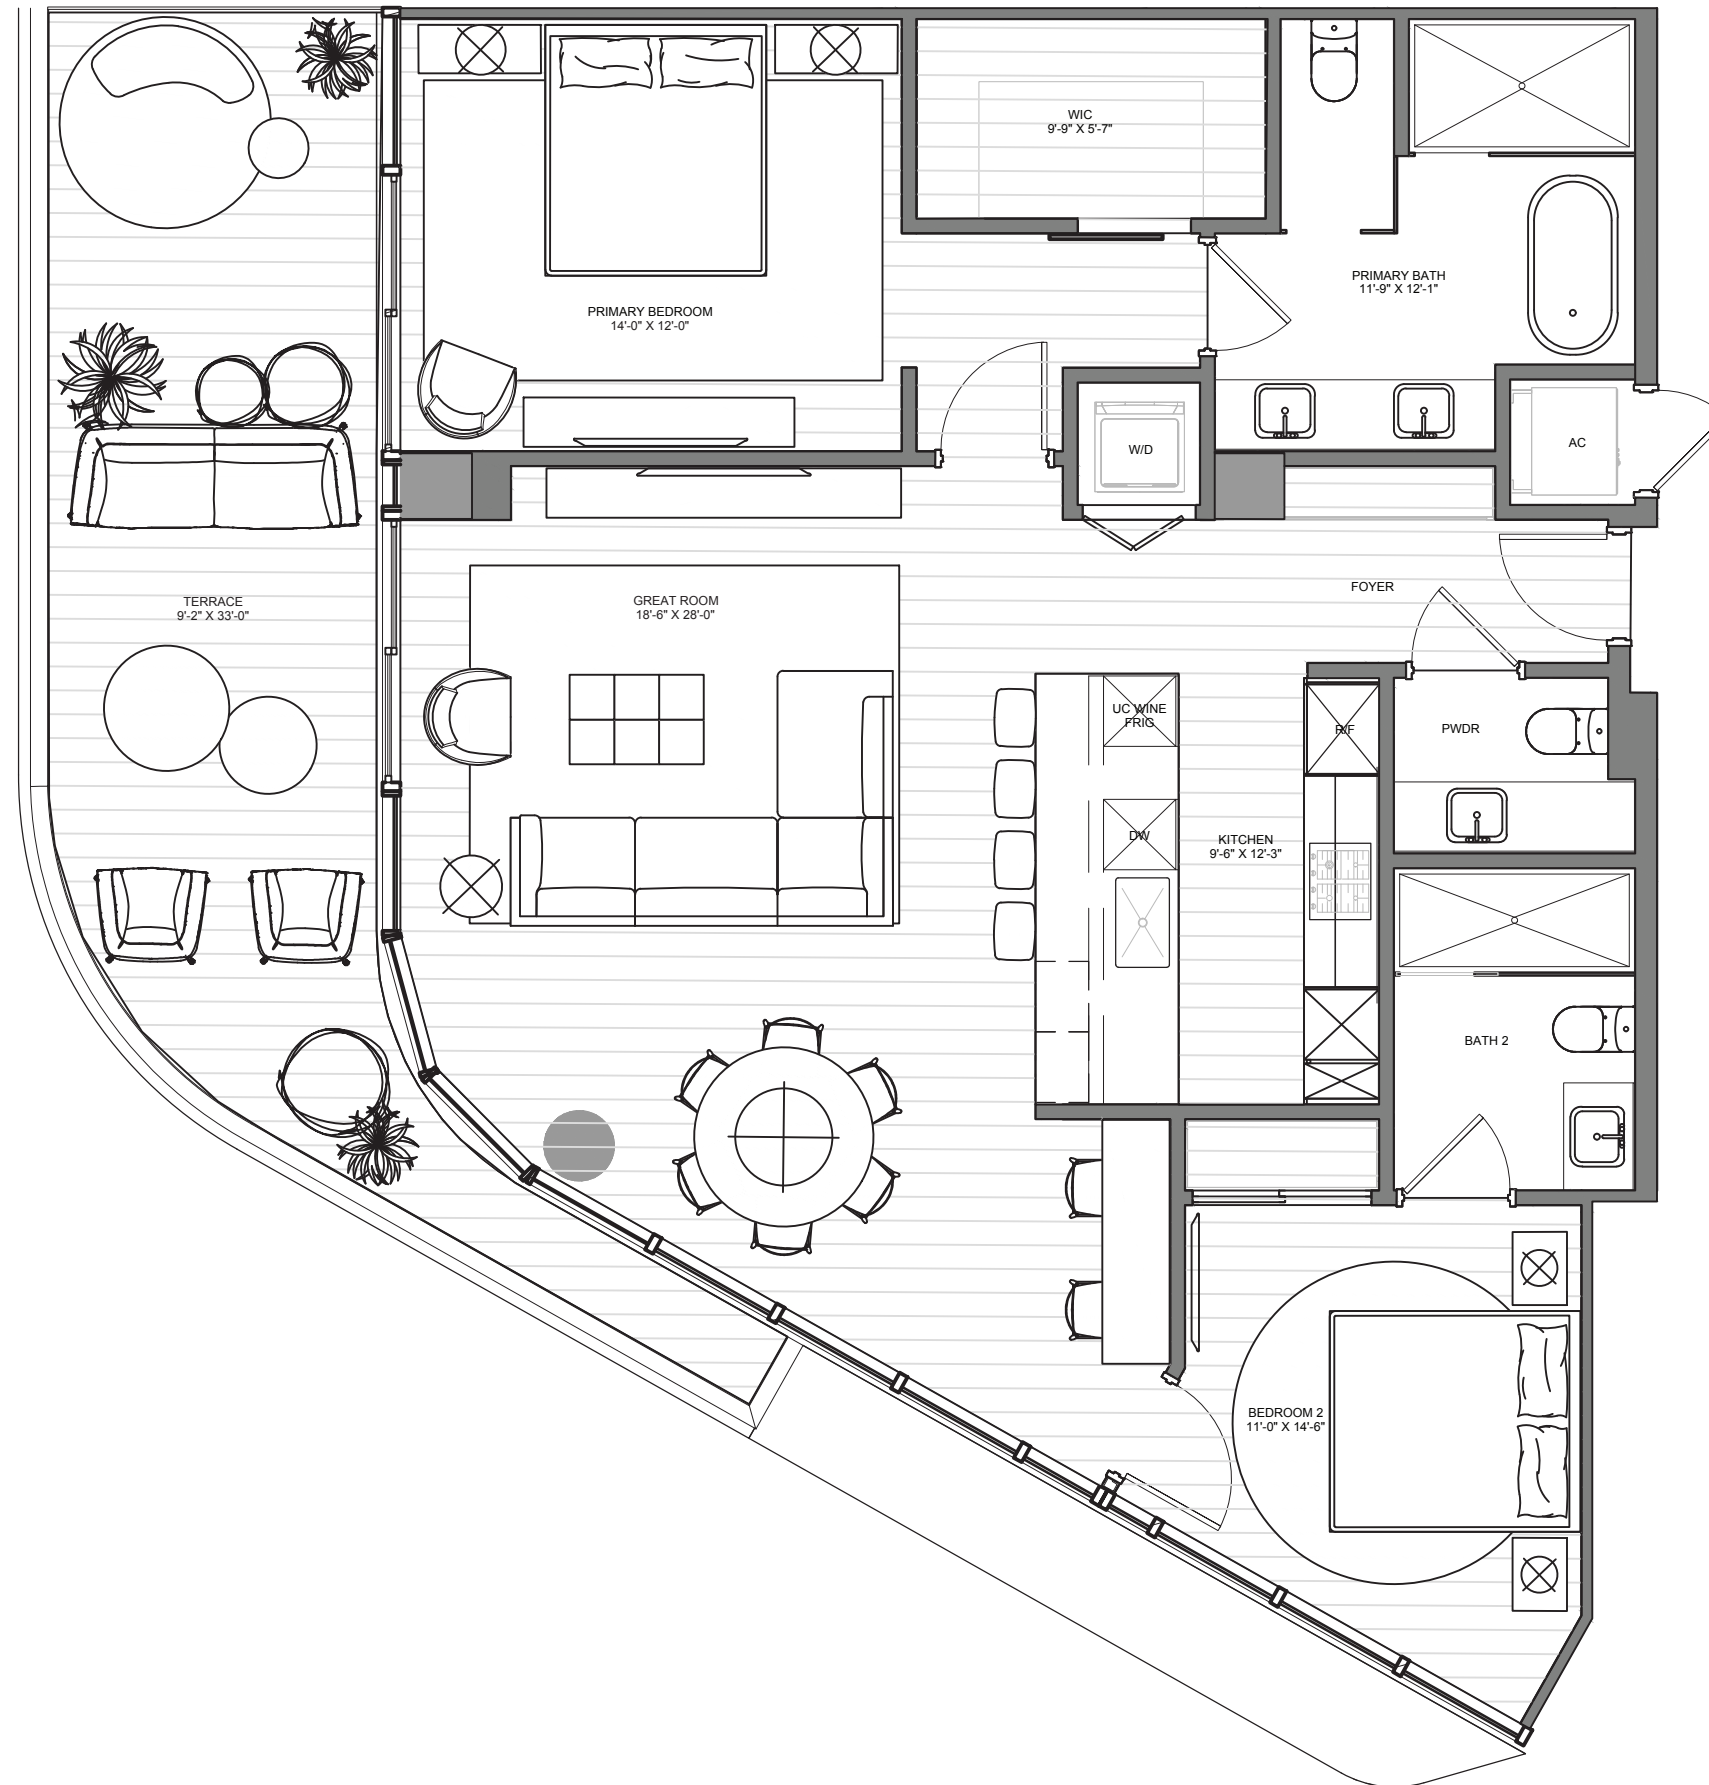 WIC
9'-9" X 5'-7"
PRIMARY BATH
11'-9" X 12'-1"
PRIMARY BEDROOM
14'-0" X 12'-0"
W/D
AC
FOYER
TERRACE
9'-2" X 33'-0"
GREAT ROOM
18'-6" X 28'-0"
UC WINE
FRIG
R/F
PWDR
DW
KITCHEN
9'-6" X 12'-3"
BATH 2
BEDROOM 2
11'-0" X 14'-6"